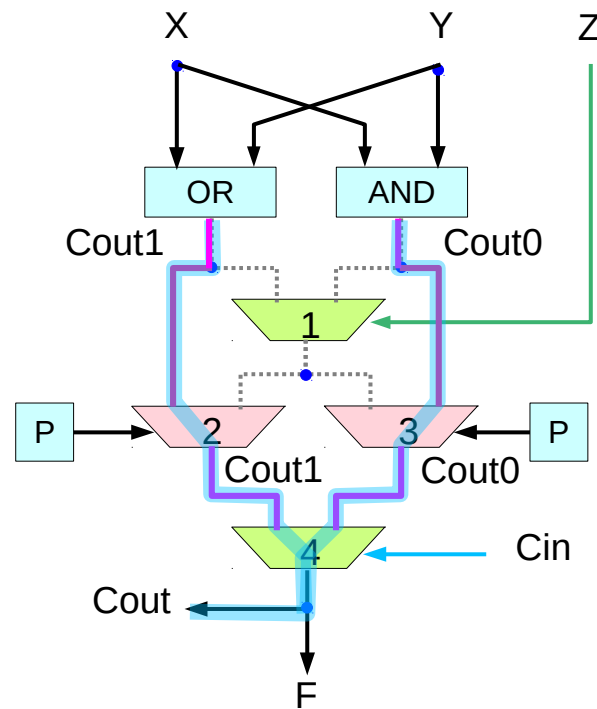 X Y Z
OR AND
Cout1 Cout0
1
P 2 3 P
Cout1 Cout0
4 Cin
Cout
F